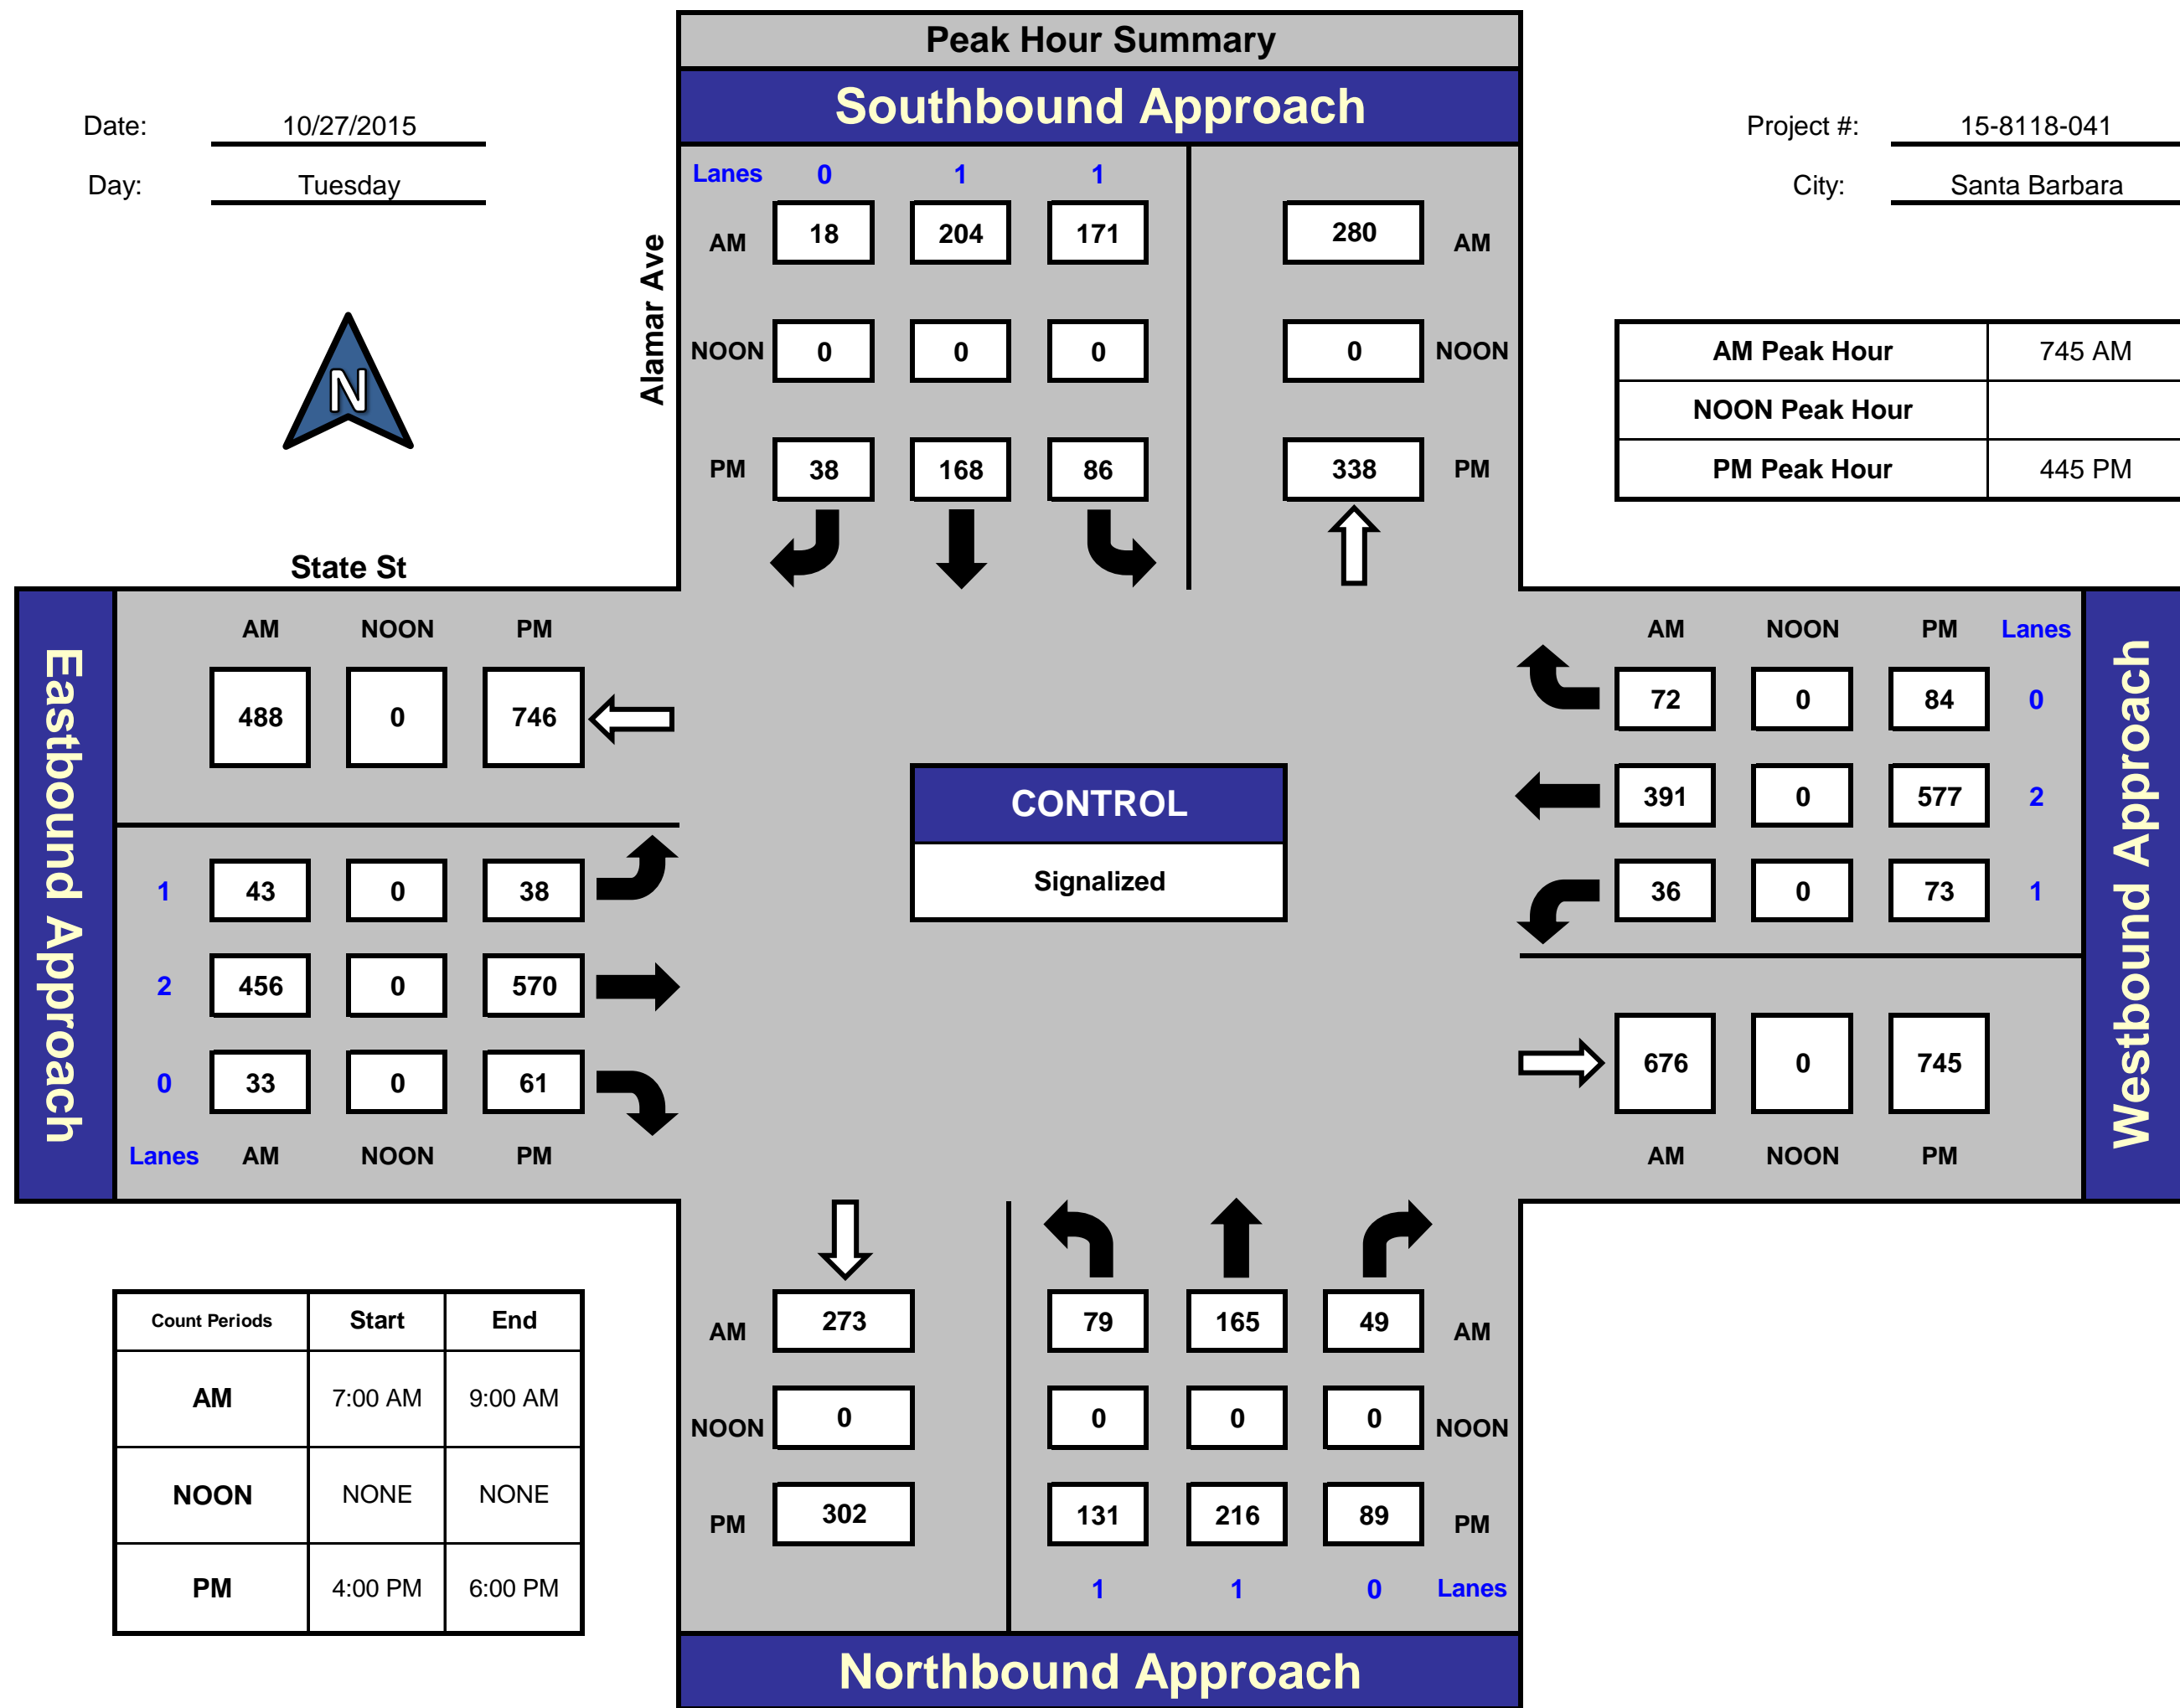 Peak Hour Summary
Southbound Approach
Date: 10/27/2015
Project #: 15-8118-041
Day: Tuesday
City: Santa Barbara
Lanes 0 1 1
AM 18 204 171 280 AM
Alamar Ave
NOON 0 0 0 0 NOON
PM 38 168 86 338 PM
N
AM Peak Hour 745 AM
NOON Peak Hour
PM Peak Hour 445 PM
State St
Eastbound Approach
AM NOON PM
488 0 746
1 43 0 38
2 456 0 570
0 33 0 61
Lanes AM NOON PM
CONTROL
Signalized
AM NOON PM Lanes
72 0 84 0
391 0 577 2
36 0 73 1
676 0 745
AM NOON PM
Westbound Approach
Count Periods Start End
AM 7:00 AM 9:00 AM
NOON NONE NONE
PM 4:00 PM 6:00 PM
AM 273 79 165 49 AM
NOON 0 0 0 0 NOON
PM 302 131 216 89 PM
1 1 0 Lanes
Northbound Approach